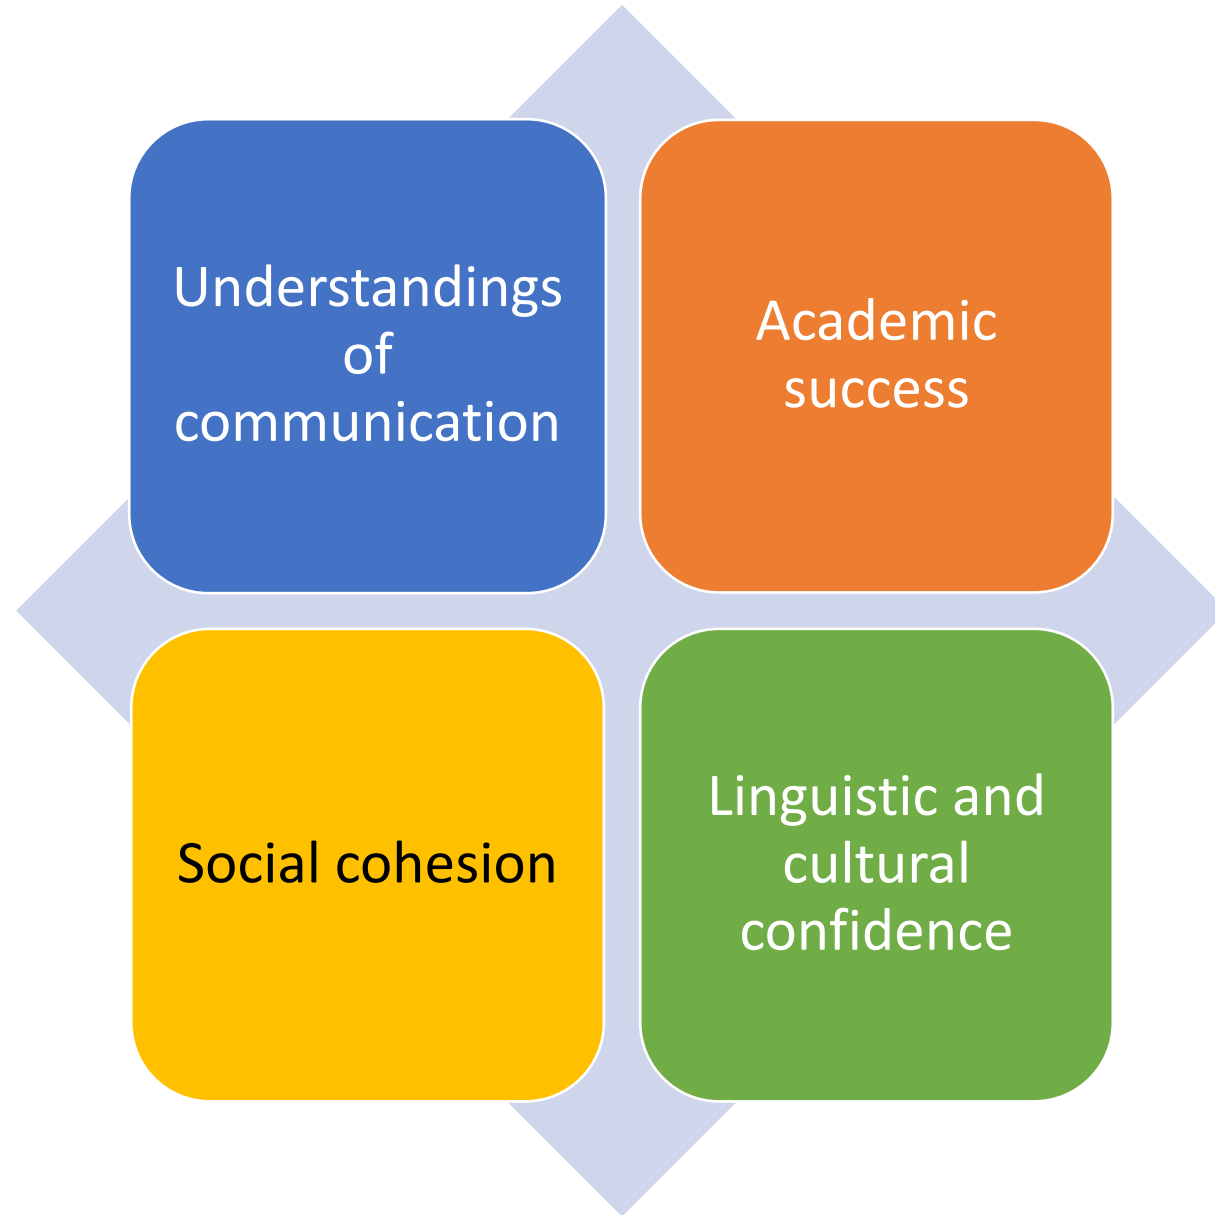 Understandings
of
communication
Academic
success
Social cohesion
Linguistic and
cultural
confidence